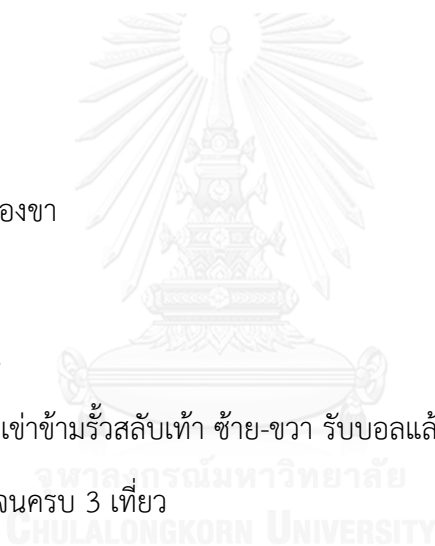 องขา
เข่าข้ามรั้วสลับเท้า ซ้าย-ขวา รับบอลแล้
จุฬาลงกรณ์มหาวิทยาลัย
จนครบ 3 เที่ยว
CHULALONGKORN UNIVERSITY